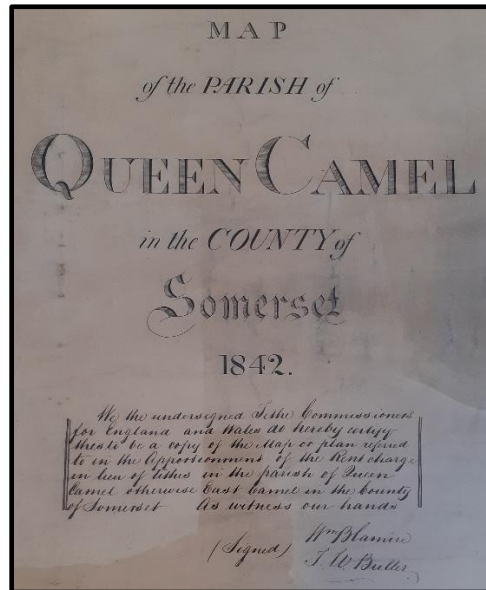 MAP
of the PARISH of
QUEEN CAMEL
in the COUNTY of
Somerset
1842.
We the undersigned Tithe Commissioners
for England and Wales do hereby certify
this to be a copy of the Map or plan referred
to in the Apportionment of the Rent charge
in lieu of tithes in the parish of Queen
Camel otherwise East Camel in the County
of Somerset As witness our hands
(Signed) Wm Blamire
T. W. Buller